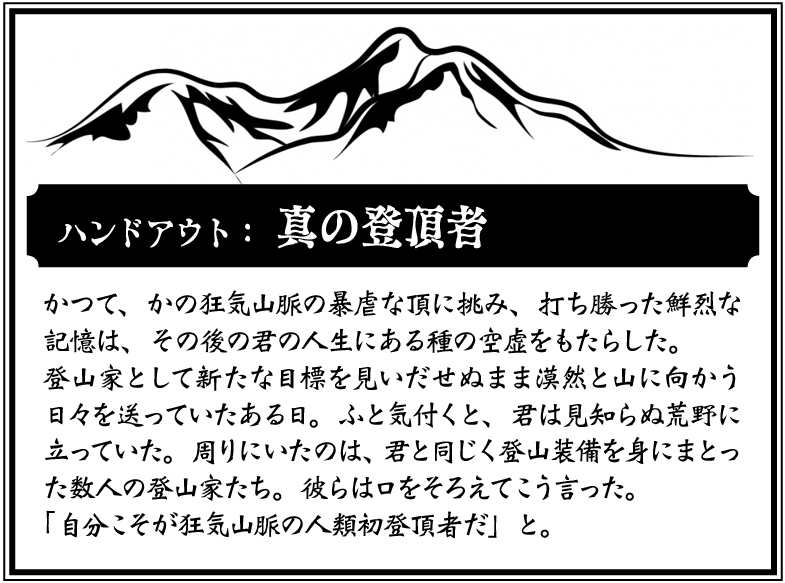 ハンドアウト： 真の登頂者
かつて、かの狂気山脈の暴虐な頂に挑み、打ち勝った鮮烈な
記憶は、その後の君の人生にある種の空虚をもたらした。
登山家として新たな目標を見いだせぬまま漠然と山に向かう
日々を送っていたある日。ふと気付くと、君は見知らぬ荒野に
立っていた。周りにいたのは、君と同じく登山装備を身にまとっ
た数人の登山家たち。彼らは口をそろえてこう言った。
「自分こそが狂気山脈の人類初登頂者だ」と。